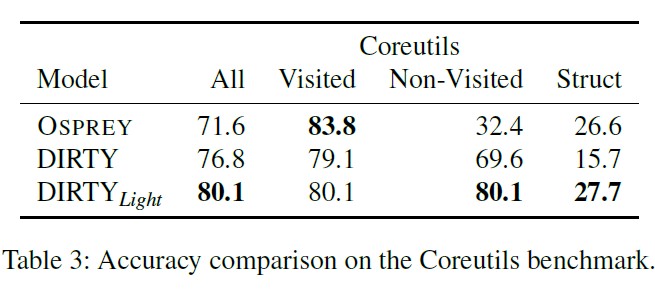 Coreutils
Model All Visited Non-Visited Struct
OSPREY 71.6 83.8 32.4 26.6
DIRTY 76.8 79.1 69.6 15.7
DIRTYLight 80.1 80.1 80.1 27.7
Table 3: Accuracy comparison on the Coreutils benchmark.